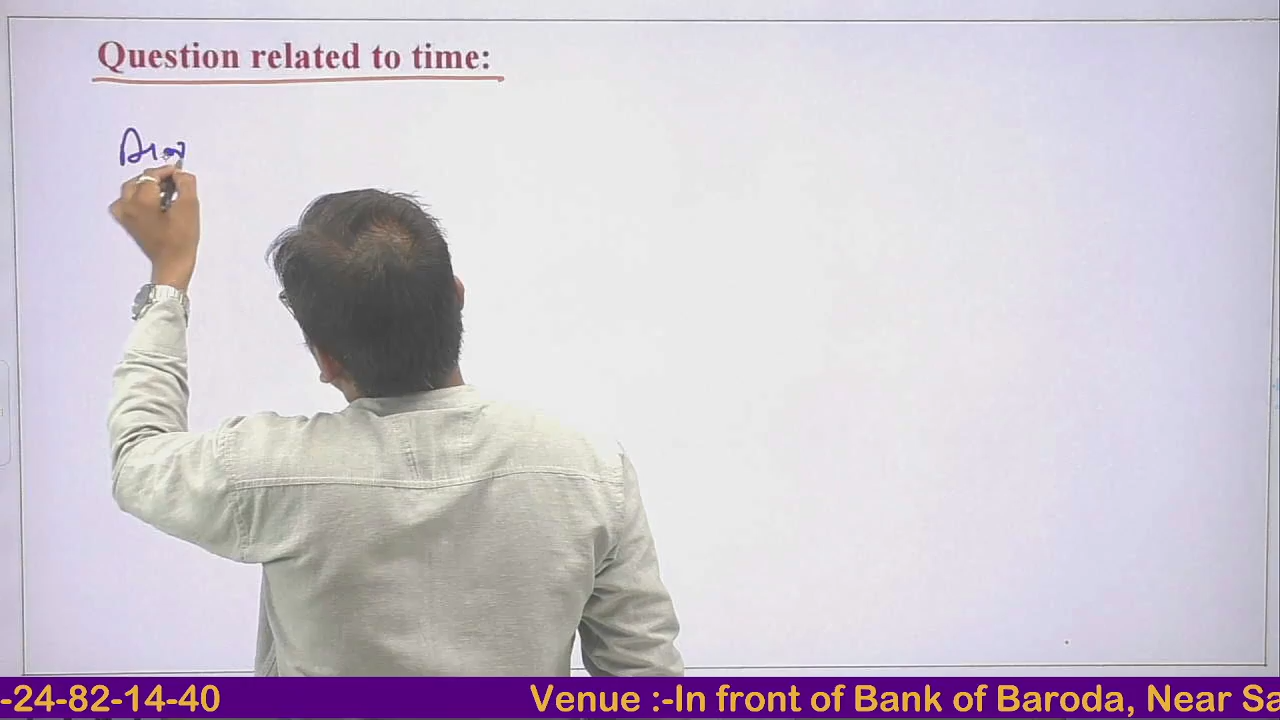 Question related to time:
-24-82-14-40 Venue :-In front of Bank of Baroda, Near Sa